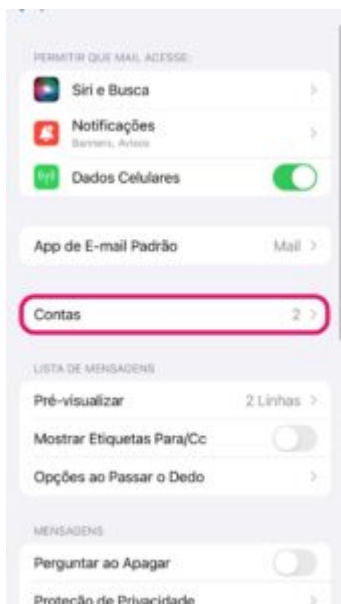 PERMITIR QUE MAIL ACESSE:
Siri e Busca
Notificações
Banners, Avisos
Dados Celulares
App de E-mail Padrão Mail
Contas 2
LISTA DE MENSAGENS
Pré-visualizar 2 Linhas
Mostrar Etiquetas Para/Cc
Opções ao Passar o Dedo
MENSAGENS
Perguntar ao Apagar
Proteção de Privacidade